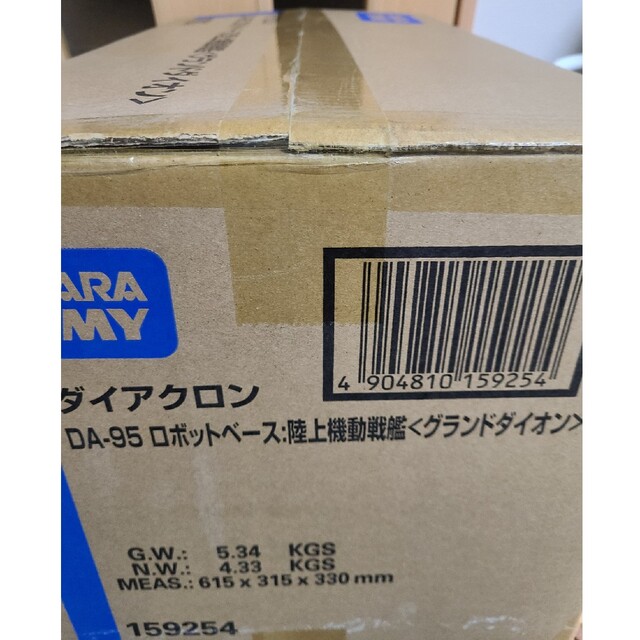 ARA
MY
4 904810 159254
ダイアクロン
DA-95 ロボットベース:陸上機動戦艦<グランドダイオン>
G.W.: 5.34 KGS
N.W.: 4.33 KGS
MEAS.: 615 x 315 x 330 mm
159254